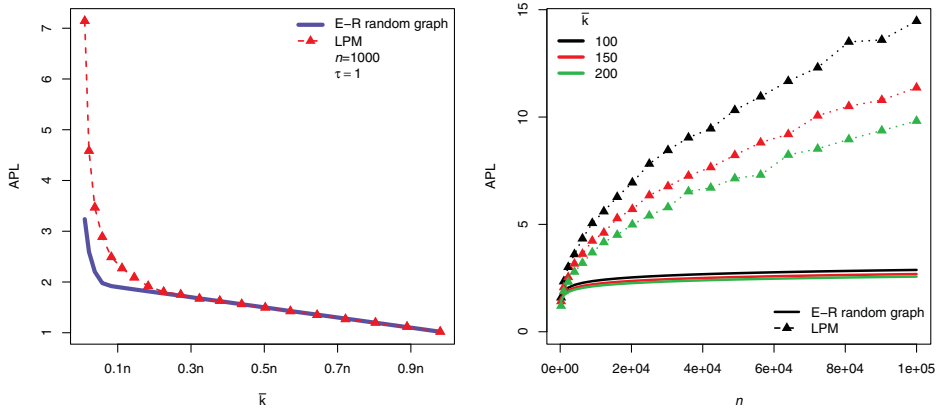 E−R random graph
LPM
n=1000
τ = 1
APL
7
6
5
4
3
2
1
0.1n 0.3n 0.5n 0.7n 0.9n
k̄
k̄
100
150
200
APL
15
10
5
0
E−R random graph
LPM
0e+00 2e+04 4e+04 6e+04 8e+04 1e+05
n